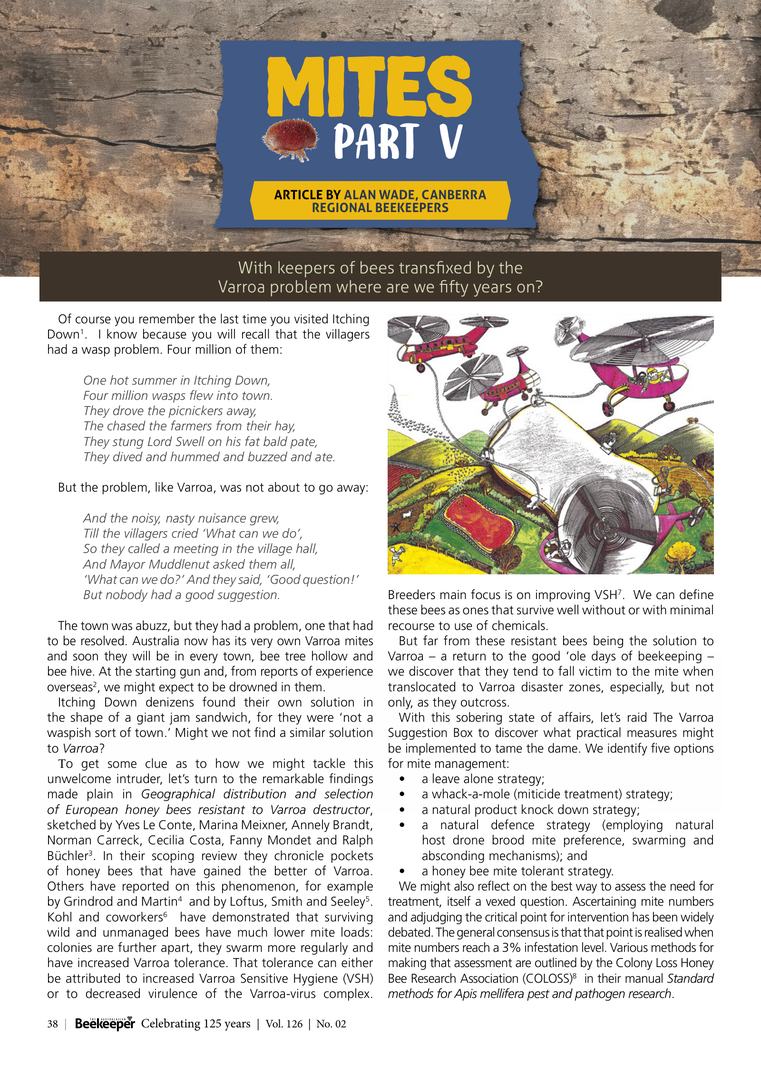 MITES
PART V
ARTICLE BY ALAN WADE, CANBERRA
REGIONAL BEEKEEPERS
With keepers of bees transfixed by the
Varroa problem where are we fifty years on?
Of course you remember the last time you visited Itching
Down¹. I know because you will recall that the villagers
had a wasp problem. Four million of them:
One hot summer in Itching Down,
Four million wasps flew into town.
They drove the picnickers away,
The chased the farmers from their hay,
They stung Lord Swell on his fat bald pate,
They dived and hummed and buzzed and ate.
But the problem, like Varroa, was not about to go away:
And the noisy, nasty nuisance grew,
Till the villagers cried ‘What can we do’,
So they called a meeting in the village hall,
And Mayor Muddlenut asked them all,
‘What can we do?’ And they said, ‘Good question!’
But nobody had a good suggestion.
The town was abuzz, but they had a problem, one that had
to be resolved. Australia now has its very own Varroa mites
and soon they will be in every town, bee tree hollow and
bee hive. At the starting gun and, from reports of experience
overseas², we might expect to be drowned in them.
Itching Down denizens found their own solution in
the shape of a giant jam sandwich, for they were ‘not a
waspish sort of town.’ Might we not find a similar solution
to Varroa?
To get some clue as to how we might tackle this
unwelcome intruder, let’s turn to the remarkable findings
made plain in Geographical distribution and selection
of European honey bees resistant to Varroa destructor,
sketched by Yves Le Conte, Marina Meixner, Annely Brandt,
Norman Carreck, Cecilia Costa, Fanny Mondet and Ralph
Büchler³. In their scoping review they chronicle pockets
of honey bees that have gained the better of Varroa.
Others have reported on this phenomenon, for example
by Grindrod and Martin⁴ and by Loftus, Smith and Seeley⁵.
Kohl and coworkers⁶ have demonstrated that surviving
wild and unmanaged bees have much lower mite loads:
colonies are further apart, they swarm more regularly and
have increased Varroa tolerance. That tolerance can either
be attributed to increased Varroa Sensitive Hygiene (VSH)
or to decreased virulence of the Varroa-virus complex.
Breeders main focus is on improving VSH⁷. We can define
these bees as ones that survive well without or with minimal
recourse to use of chemicals.
But far from these resistant bees being the solution to
Varroa – a return to the good ‘ole days of beekeeping –
we discover that they tend to fall victim to the mite when
translocated to Varroa disaster zones, especially, but not
only, as they outcross.
With this sobering state of affairs, let’s raid The Varroa
Suggestion Box to discover what practical measures might
be implemented to tame the dame. We identify five options
for mite management:
• a leave alone strategy;
• a whack-a-mole (miticide treatment) strategy;
• a natural product knock down strategy;
• a natural defence strategy (employing natural
host drone brood mite preference, swarming and
absconding mechanisms); and
• a honey bee mite tolerant strategy.
We might also reflect on the best way to assess the need for
treatment, itself a vexed question. Ascertaining mite numbers
and adjudging the critical point for intervention has been widely
debated. The general consensus is that that point is realised when
mite numbers reach a 3% infestation level. Various methods for
making that assessment are outlined by the Colony Loss Honey
Bee Research Association (COLOSS)⁸ in their manual Standard
methods for Apis mellifera pest and pathogen research.
38 | Beekeeper Celebrating 125 years | Vol. 126 | No. 02